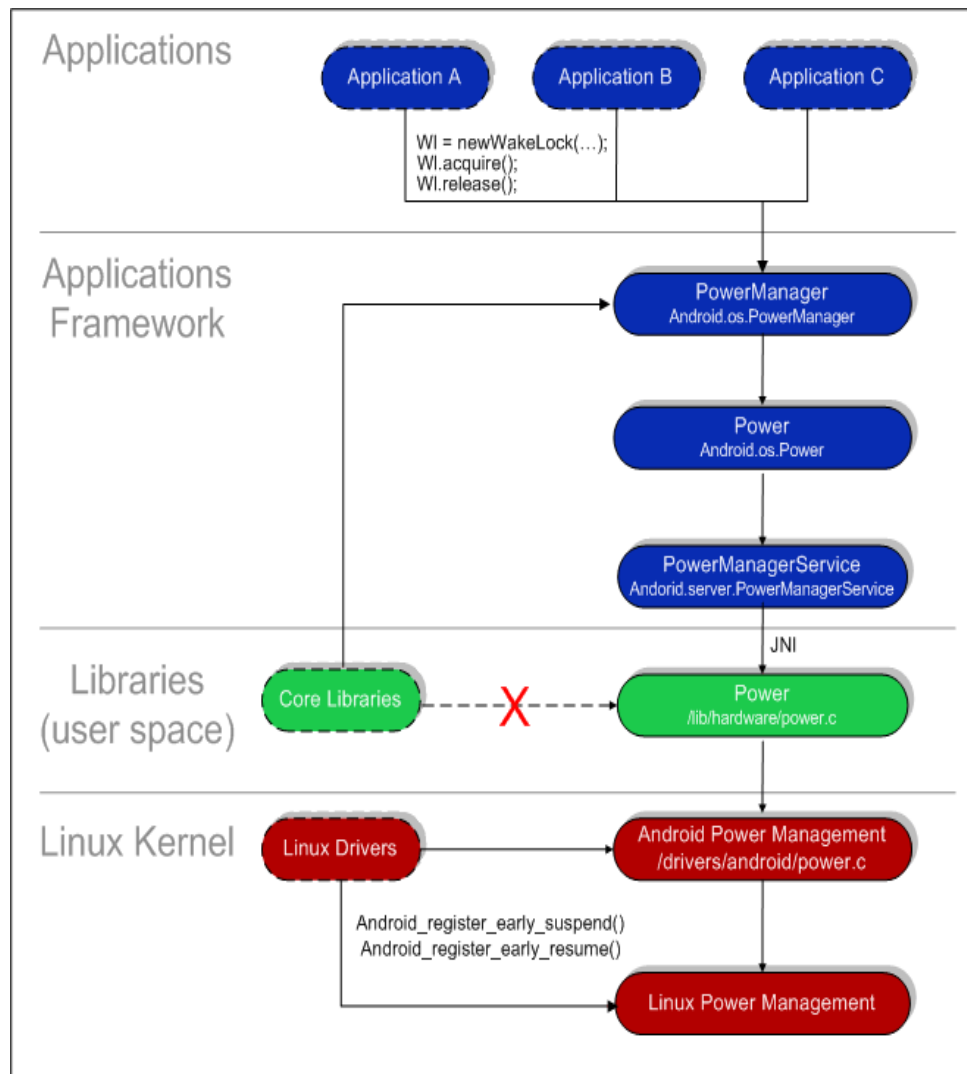 Applications
Application A
Application B
Application C
Wl = newWakeLock(…);
Wl.acquire();
Wl.release();
Applications
Framework
PowerManager
Android.os.PowerManager
Power
Android.os.Power
PowerManagerService
Andorid.server.PowerManagerService
JNI
Libraries
(user space)
Core Libraries
X
Power
/lib/hardware/power.c
Linux Kernel
Linux Drivers
Android Power Management
/drivers/android/power.c
Android_register_early_suspend()
Android_register_early_resume()
Linux Power Management